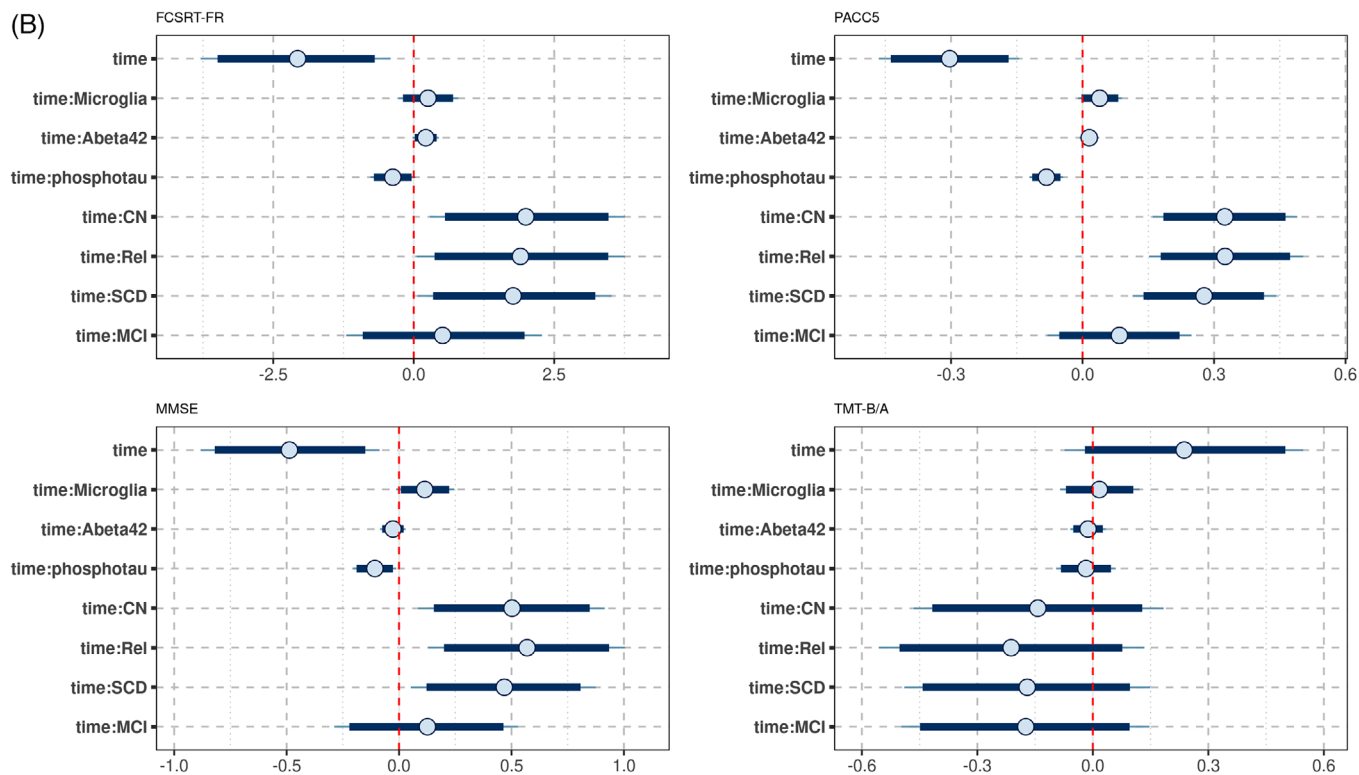 (B)
FCSRT-FR
time
time:Microglia
time:Abeta42
time:phosphotau
time:CN
time:Rel
time:SCD
time:MCI
-2.5 0.0 2.5
PACC5
time
time:Microglia
time:Abeta42
time:phosphotau
time:CN
time:Rel
time:SCD
time:MCI
-0.3 0.0 0.3 0.6
MMSE
time
time:Microglia
time:Abeta42
time:phosphotau
time:CN
time:Rel
time:SCD
time:MCI
-1.0 -0.5 0.0 0.5 1.0
TMT-B/A
time
time:Microglia
time:Abeta42
time:phosphotau
time:CN
time:Rel
time:SCD
time:MCI
-0.6 -0.3 0.0 0.3 0.6